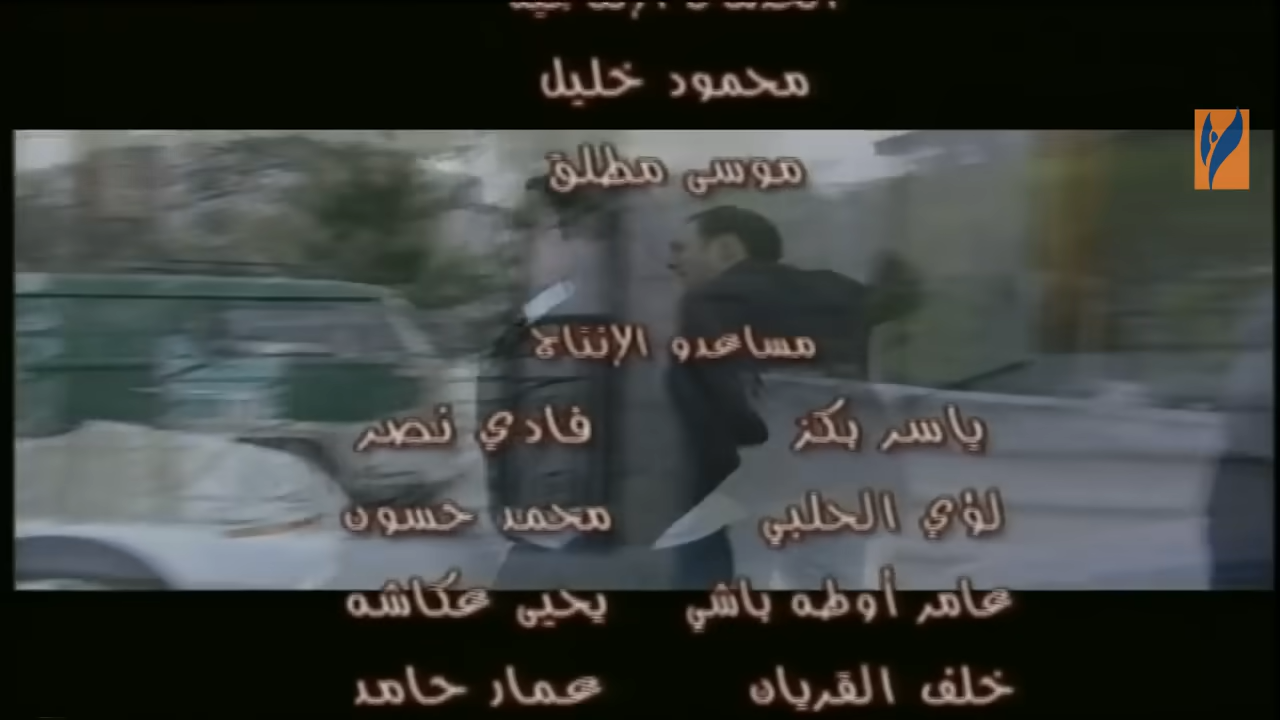 محمود خليل
موسى مطلق
مساعدو الإنتاج
ياسر بكز فادي نصر
لؤي الحلبي محمد حسون
عامر أوطه باشي يحيى عكاشه
خلف القريان عمار حامد